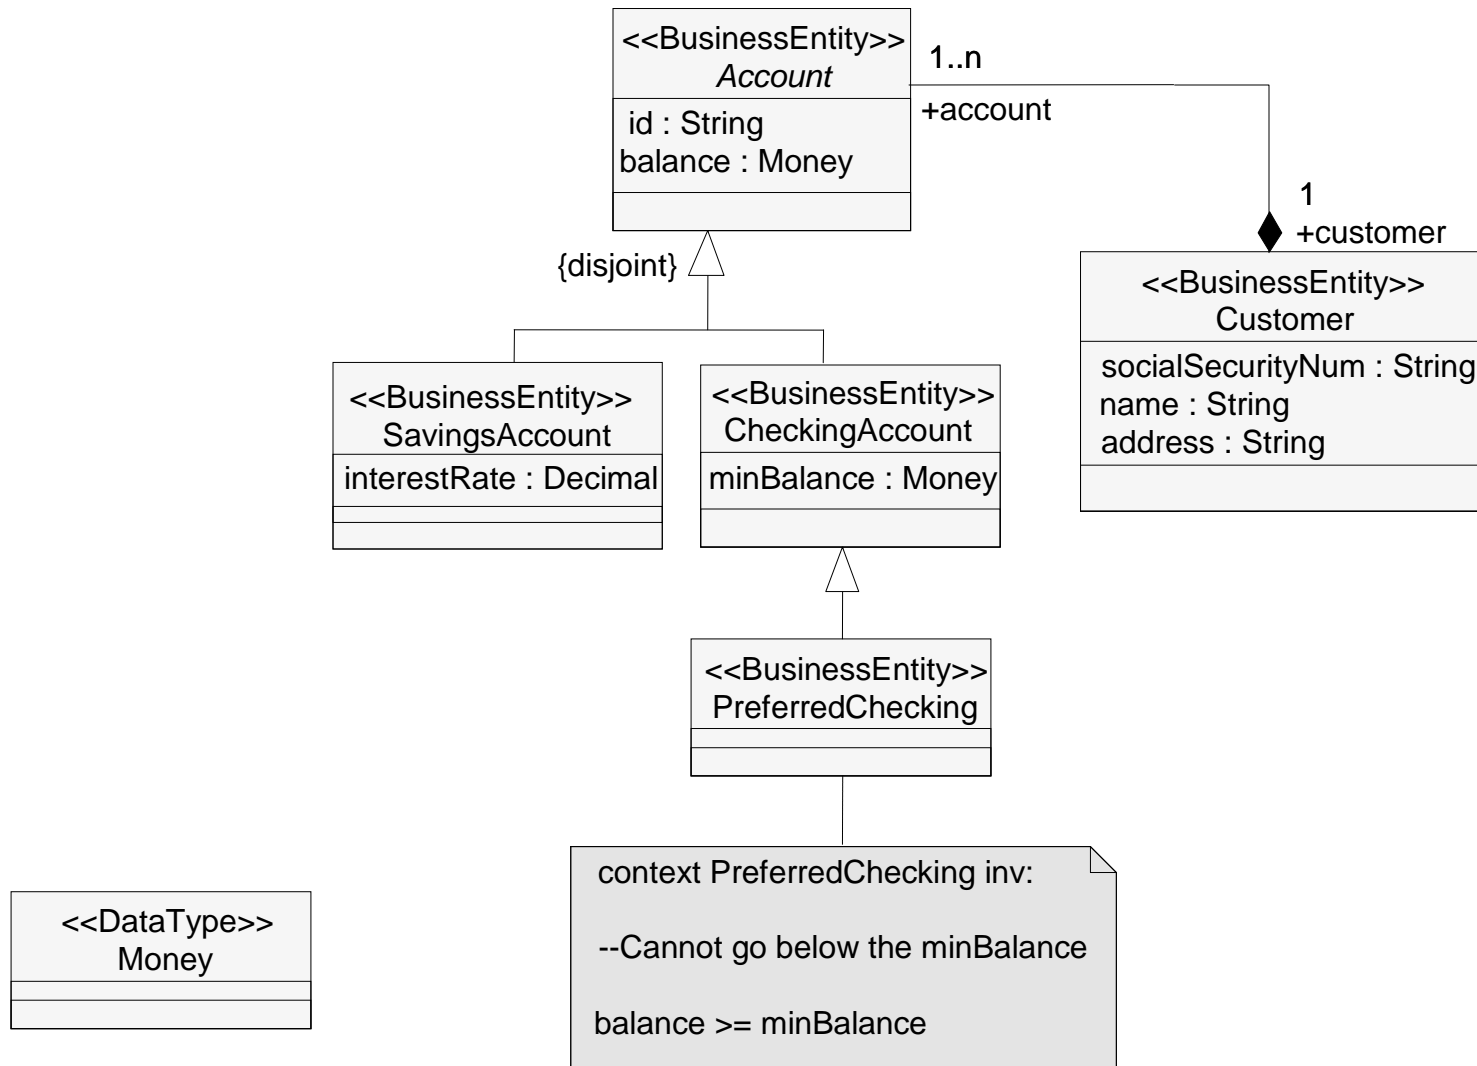 <<BusinessEntity>>
Account
id : String
balance : Money
1..n
+account
1
+customer
{disjoint}
<<BusinessEntity>>
Customer
socialSecurityNum : String
name : String
address : String
<<BusinessEntity>>
SavingsAccount
interestRate : Decimal
<<BusinessEntity>>
CheckingAccount
minBalance : Money
<<BusinessEntity>>
PreferredChecking
context PreferredChecking inv:
--Cannot go below the minBalance
balance >= minBalance
<<DataType>>
Money